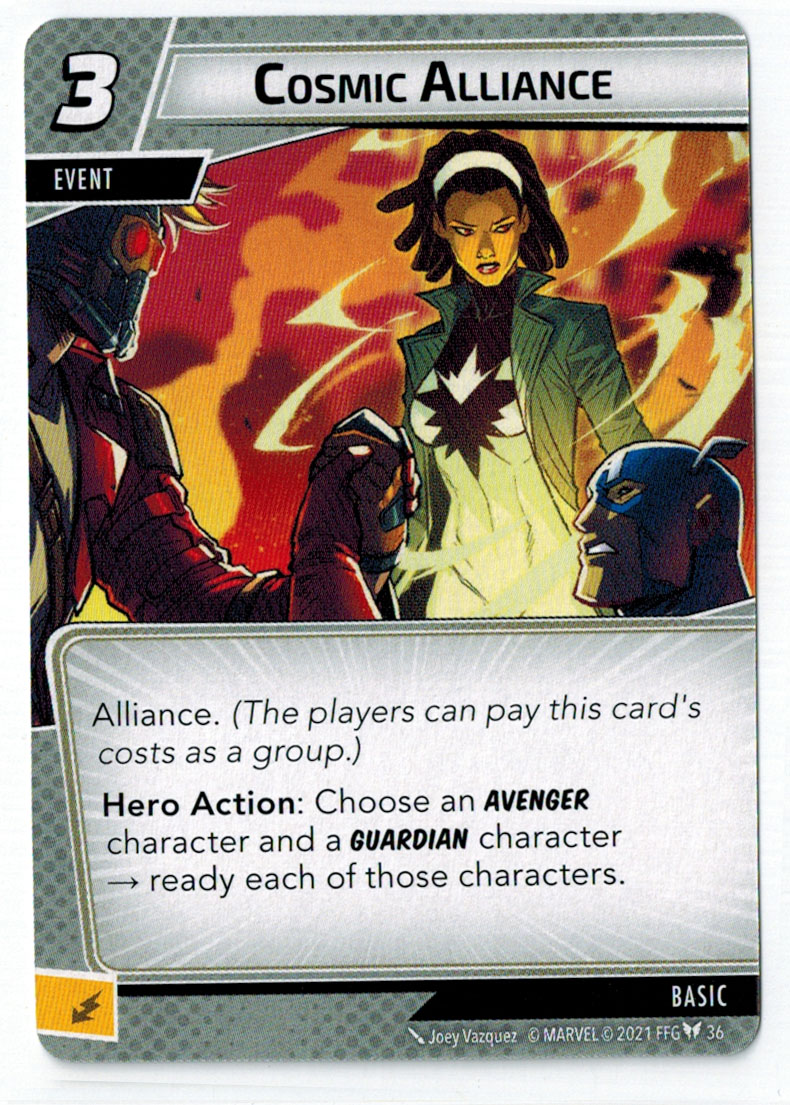 3
COSMIC ALLIANCE
EVENT
Alliance. (The players can pay this card's
costs as a group.)
Hero Action: Choose an AVENGER
character and a GUARDIAN character
→ ready each of those characters.
BASIC
Joey Vazquez © MARVEL © 2021 FFG 36